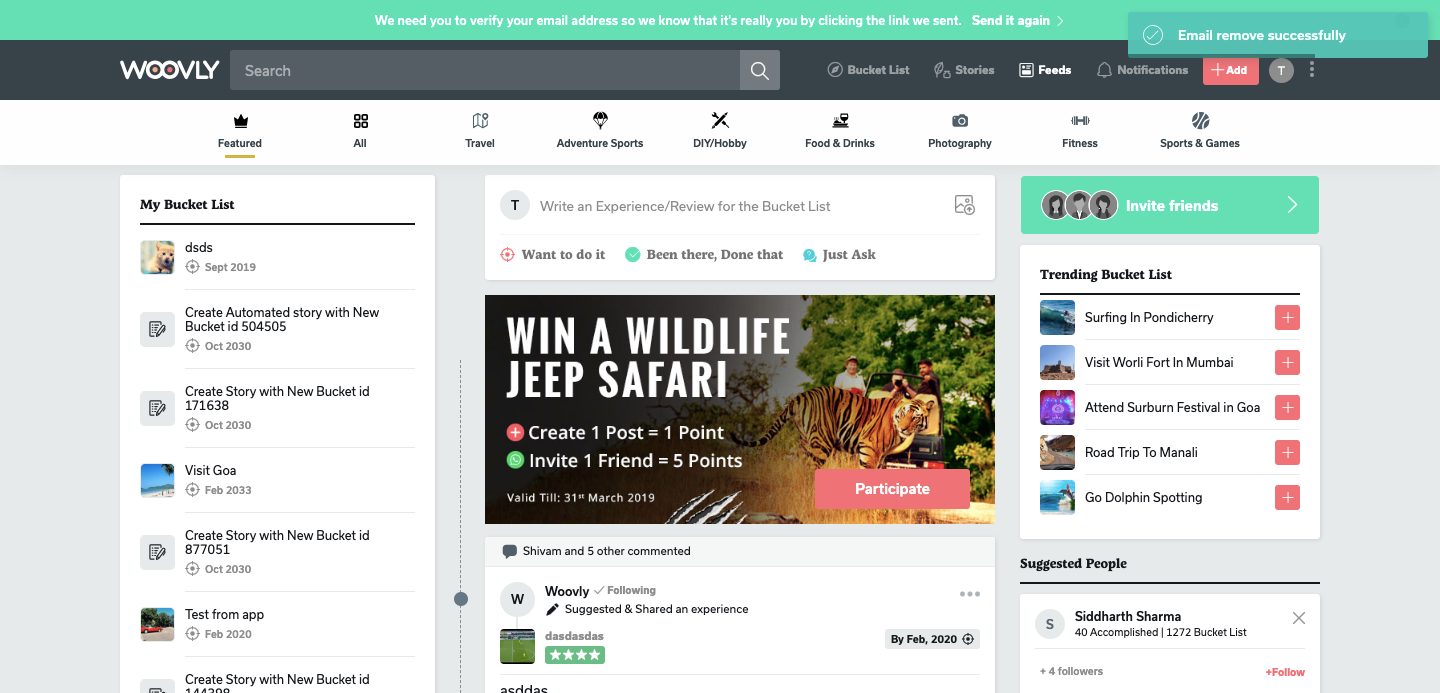 We need you to verify your email address so we know that it's really you by clicking the link we sent. Send it again
Email remove successfully
WOOVLY
Search
Bucket List
Stories
Feeds
Notifications
Add
T
Featured
All
Travel
Adventure Sports
DIY/Hobby
Food & Drinks
Photography
Fitness
Sports & Games
My Bucket List
dsds
Sept 2019
Create Automated story with New
Bucket id 504505
Oct 2030
Create Story with New Bucket id
171638
Oct 2030
Visit Goa
Feb 2033
Create Story with New Bucket id
877051
Oct 2030
Test from app
Feb 2020
Create Story with New Bucket id
144398
T
Write an Experience/Review for the Bucket List
Want to do it
Been there, Done that
Just Ask
WIN A WILDLIFE
JEEP SAFARI
Create 1 Post = 1 Point
Invite 1 Friend = 5 Points
Valid Till: 31st March 2019
Participate
Shivam and 5 other commented
W
Woovly
Following
Suggested & Shared an experience
dasdasdas
By Feb, 2020
asddas
Invite friends
Trending Bucket List
Surfing In Pondicherry
Visit Worli Fort In Mumbai
Attend Surburn Festival in Goa
Road Trip To Manali
Go Dolphin Spotting
Suggested People
S
Siddharth Sharma
40 Accomplished | 1272 Bucket List
+ 4 followers
+Follow